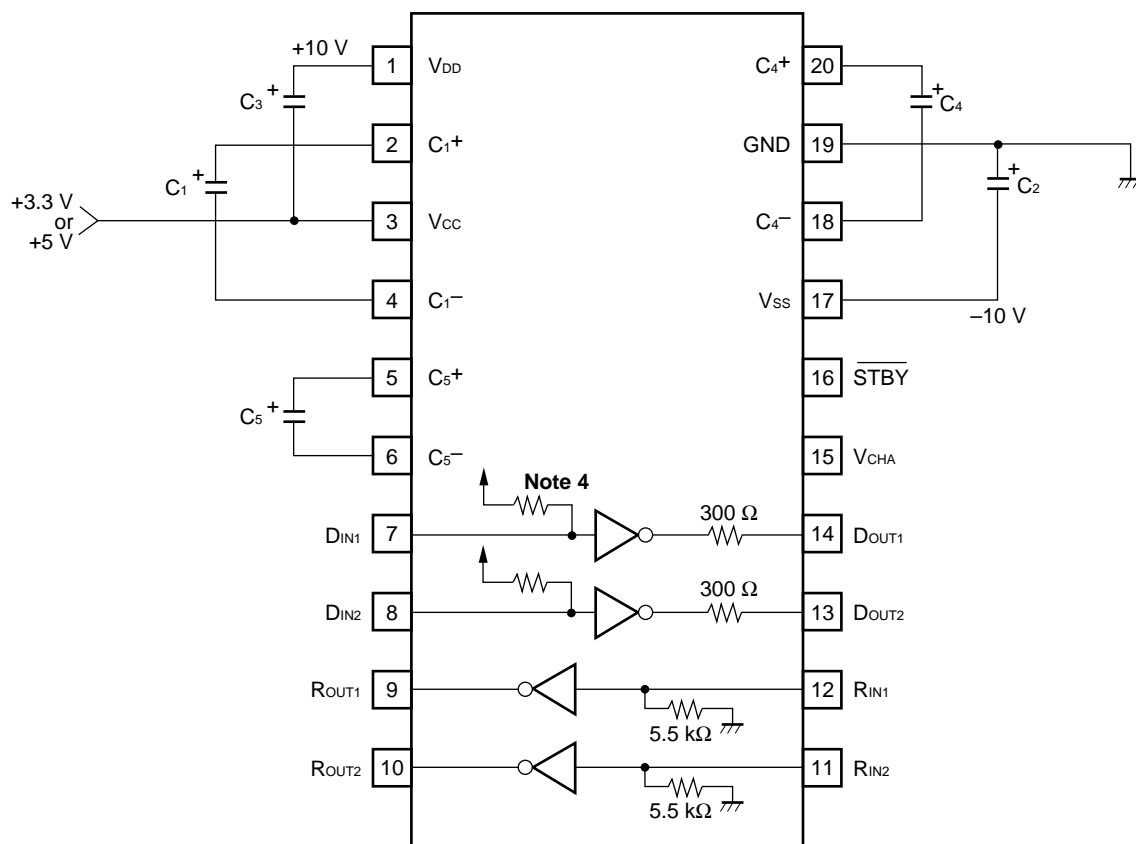 +10 V
C3 +
1 VDD
C4+ 20
+ C4
2 C1+
GND 19
C1 +
+ C2
+3.3 V
or
+5 V
3 VCC
C4– 18
4 C1–
VSS 17
–10 V
5 C5+
STBY 16
C5 +
6 C5–
VCHA 15
Note 4
DIN1 7
300 Ω
14 DOUT1
DIN2 8
300 Ω
13 DOUT2
ROUT1 9
12 RIN1
5.5 kΩ
ROUT2 10
11 RIN2
5.5 kΩ